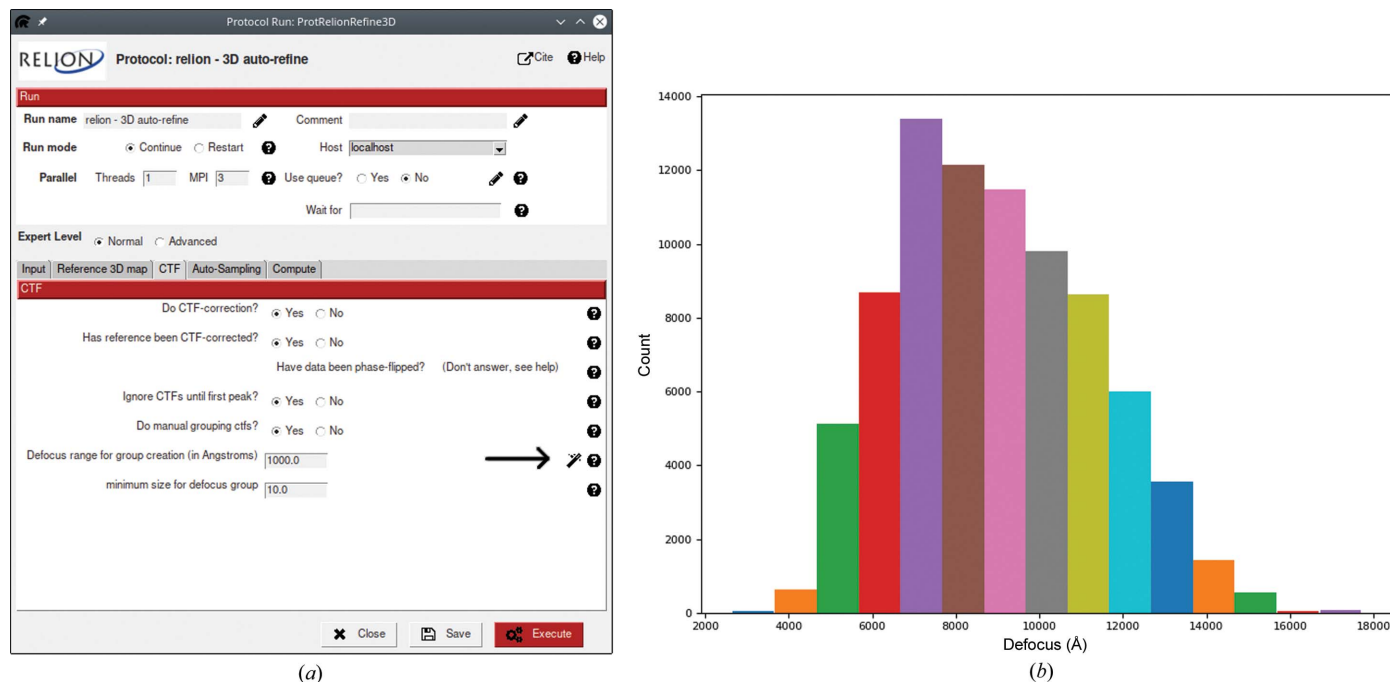 Protocol Run: ProtRelionRefine3D
RELION Protocol: relion - 3D auto-refine Cite Help
Run
Run name relion - 3D auto-refine Comment
Run mode Continue Restart Host localhost
Parallel Threads 1 MPI 3 Use queue? Yes No
Wait for
Expert Level Normal Advanced
Input Reference 3D map CTF Auto-Sampling Compute
CTF
Do CTF-correction? Yes No
Has reference been CTF-corrected? Yes No
Have data been phase-flipped? (Don't answer, see help)
Ignore CTFs until first peak? Yes No
Do manual grouping ctfs? Yes No
Defocus range for group creation (in Angstroms) 1000.0
minimum size for defocus group 10.0
Close Save Execute
(a)
14000
12000
10000
8000
6000
4000
2000
0
Count
2000 4000 6000 8000 10000 12000 14000 16000 18000
Defocus (Å)
(b)